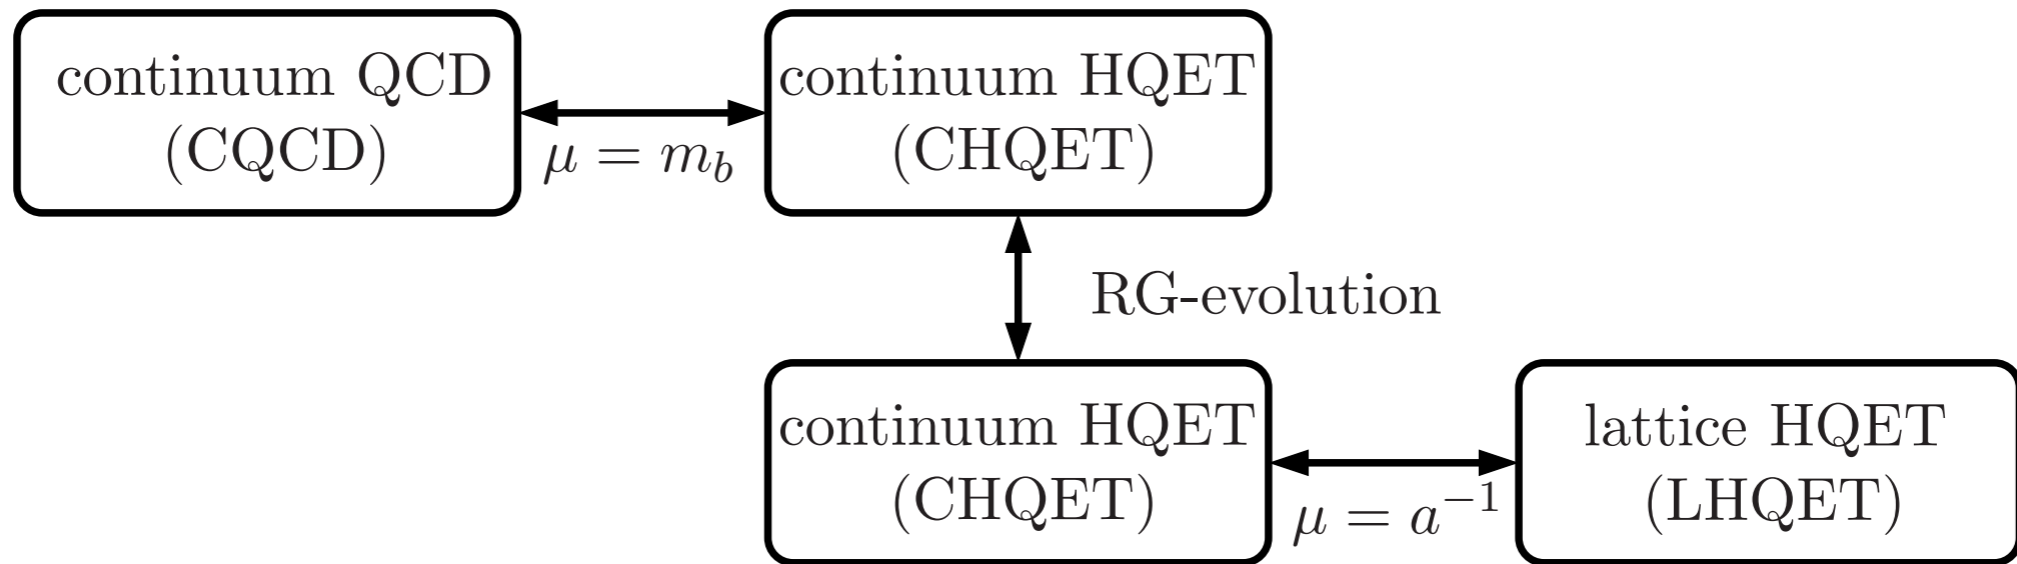 continuum QCD
(CQCD)
μ = m_b
continuum HQET
(CHQET)
RG-evolution
continuum HQET
(CHQET)
μ = a^{-1}
lattice HQET
(LHQET)